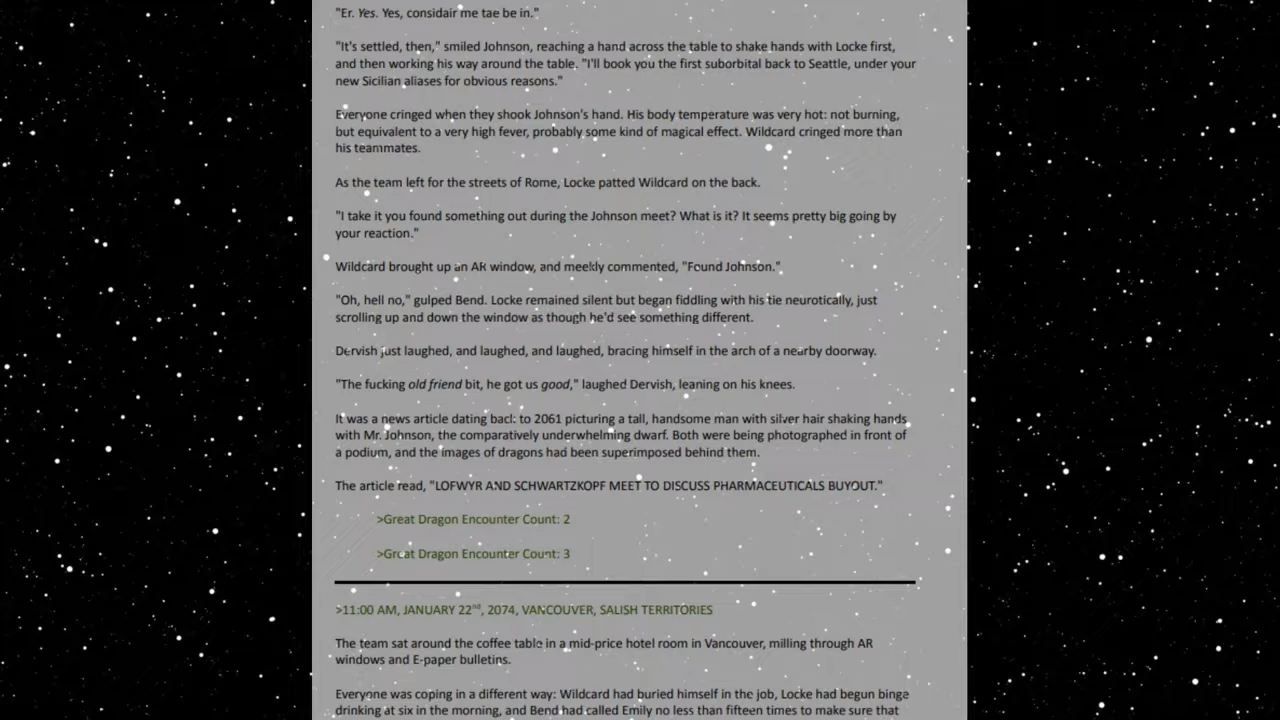 "Er. Yes. Yes, considair me tae be in."
"It's settled, then," smiled Johnson, reaching a hand across the table to shake hands with Locke first,
and then working his way around the table. "I'll book you the first suborbital back to Seattle, under your
new Sicilian aliases for obvious reasons."
Everyone cringed when they shook Johnson's hand. His body temperature was very hot: not burning,
but equivalent to a very high fever, probably some kind of magical effect. Wildcard cringed more than
his teammates.
As the team left for the streets of Rome, Locke patted Wildcard on the back.
"I take it you found something out during the Johnson meet? What is it? It seems pretty big going by
your reaction."
Wildcard brought up an AR window, and meekly commented, "Found Johnson."
"Oh, hell no," gulped Bend. Locke remained silent but began fiddling with his tie neurotically, just
scrolling up and down the window as though he'd see something different.
Dervish just laughed, and laughed, and laughed, bracing himself in the arch of a nearby doorway.
"The fucking old friend bit, he got us good," laughed Dervish, leaning on his knees.
It was a news article dating back to 2061 picturing a tall, handsome man with silver hair shaking hands
with Mr. Johnson, the comparatively underwhelming dwarf. Both were being photographed in front of
a podium, and the images of dragons had been superimposed behind them.
The article read, "LOFWYR AND SCHWARTZKOPF MEET TO DISCUSS PHARMACEUTICALS BUYOUT."
>Great Dragon Encounter Count: 2
>Great Dragon Encounter Count: 3
>11:00 AM, JANUARY 22nd, 2074, VANCOUVER, SALISH TERRITORIES
The team sat around the coffee table in a mid-price hotel room in Vancouver, milling through AR
windows and E-paper bulletins.
Everyone was coping in a different way: Wildcard had buried himself in the job, Locke had begun binge
drinking at six in the morning, and Bend had called Emily no less than fifteen times to make sure that